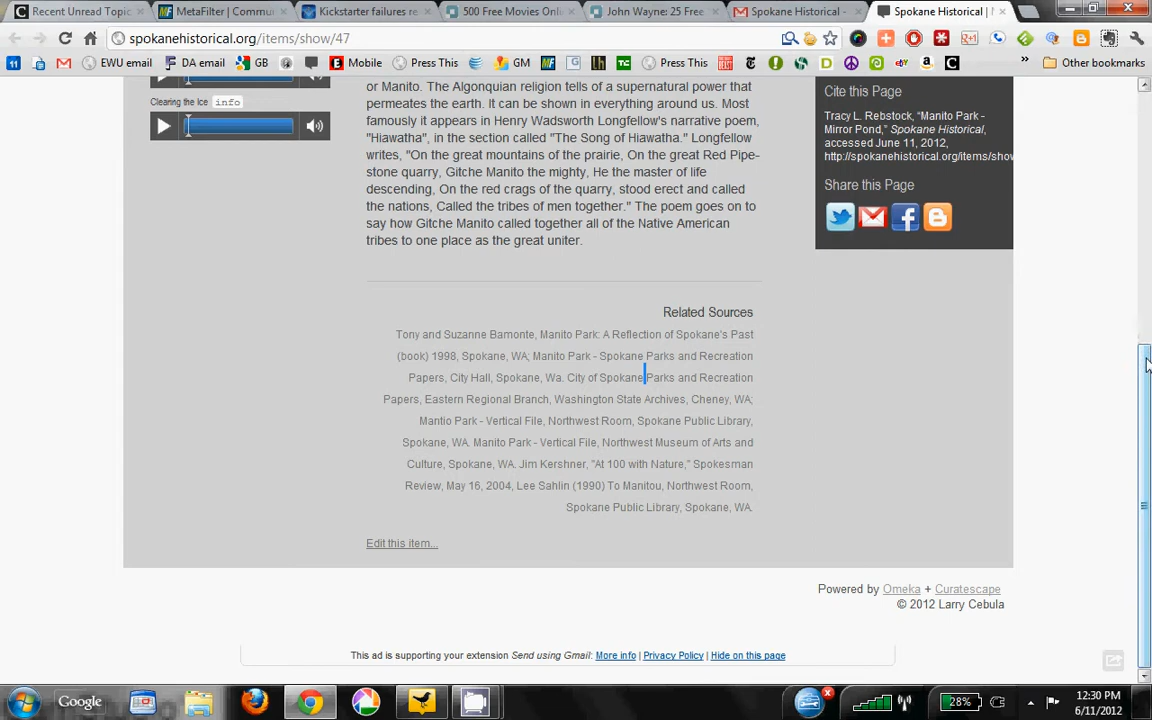 Recent Unread Topic
MetaFilter | Commu
Kickstarter failures re
500 Free Movies Onl
John Wayne: 25 Free
Spokane Historical -
Spokane Historical |
spokanehistorical.org/items/show/47
EWU email
DA email
GB
Mobile
Press This
GM
Press This
Other bookmarks
Clearing the Ice info
or Manito. The Algonquian religion tells of a supernatural power that
permeates the earth. It can be shown in everything around us. Most
famously it appears in Henry Wadsworth Longfellow's narrative poem,
"Hiawatha", in the section called "The Song of Hiawatha." Longfellow
writes, "On the great mountains of the prairie, On the great Red Pipe-
stone quarry, Gitche Manito the mighty, He the master of life
descending, On the red crags of the quarry, stood erect and called
the nations, Called the tribes of men together." The poem goes on to
say how Gitche Manito called together all of the Native American
tribes to one place as the great uniter.
Cite this Page
Tracy L. Rebstock, "Manito Park -
Mirror Pond," Spokane Historical,
accessed June 11, 2012,
http://spokanehistorical.org/items/show
Share this Page
Related Sources
Tony and Suzanne Bamonte, Manito Park: A Reflection of Spokane's Past
(book) 1998, Spokane, WA; Manito Park - Spokane Parks and Recreation
Papers, City Hall, Spokane, Wa. City of Spokane Parks and Recreation
Papers, Eastern Regional Branch, Washington State Archives, Cheney, WA;
Mantio Park - Vertical File, Northwest Room, Spokane Public Library,
Spokane, WA. Manito Park - Vertical File, Northwest Museum of Arts and
Culture, Spokane, WA. Jim Kershner, "At 100 with Nature," Spokesman
Review, May 16, 2004, Lee Sahlin (1990) To Manitou, Northwest Room,
Spokane Public Library, Spokane, WA.
Edit this item...
Powered by Omeka + Curatescape
© 2012 Larry Cebula
This ad is supporting your extension Send using Gmail: More info | Privacy Policy | Hide on this page
Google
28%
12:30 PM
6/11/2012